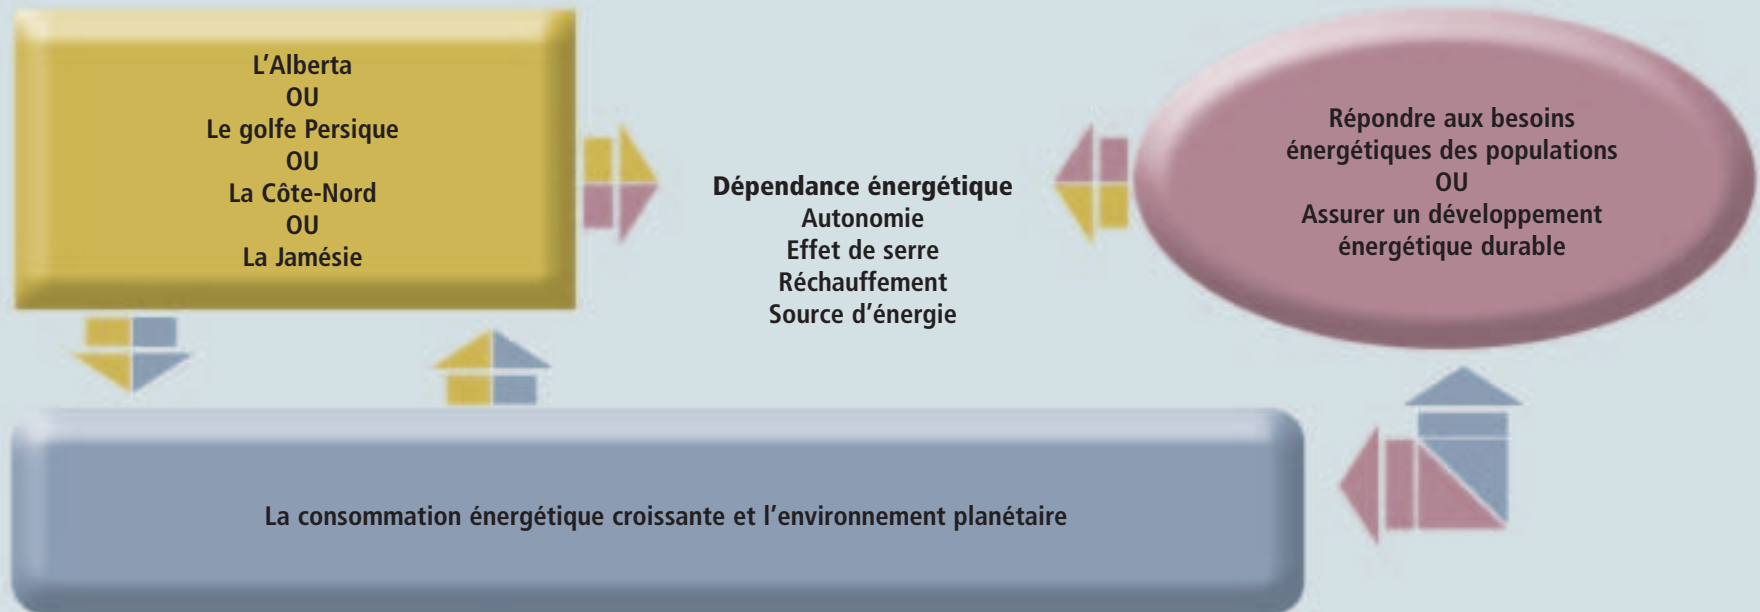 L’Alberta
OU
Le golfe Persique
OU
La Côte-Nord
OU
La Jamésie
Dépendance énergétique
Autonomie
Effet de serre
Réchauffement
Source d’énergie
Répondre aux besoins
énergétiques des populations
OU
Assurer un développement
énergétique durable
La consommation énergétique croissante et l’environnement planétaire